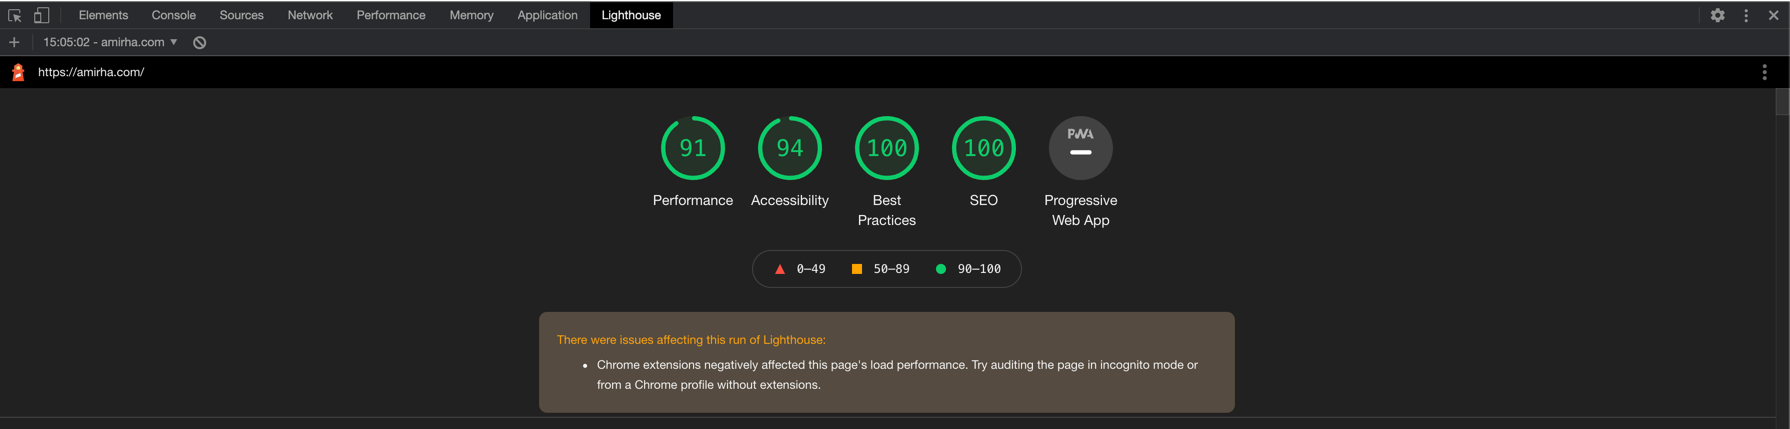 Elements Console Sources Network Performance Memory Application Lighthouse
15:05:02 - amirha.com
https://amirha.com/
91 94 100 100 PWA
Performance Accessibility Best Practices SEO Progressive Web App
0–49 50–89 90–100
There were issues affecting this run of Lighthouse:
• Chrome extensions negatively affected this page's load performance. Try auditing the page in incognito mode or
from a Chrome profile without extensions.